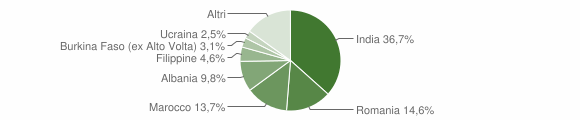 Altri
Ucraina 2,5%
Burkina Faso (ex Alto Volta) 3,1%
Filippine 4,6%
Albania 9,8%
Marocco 13,7%
India 36,7%
Romania 14,6%